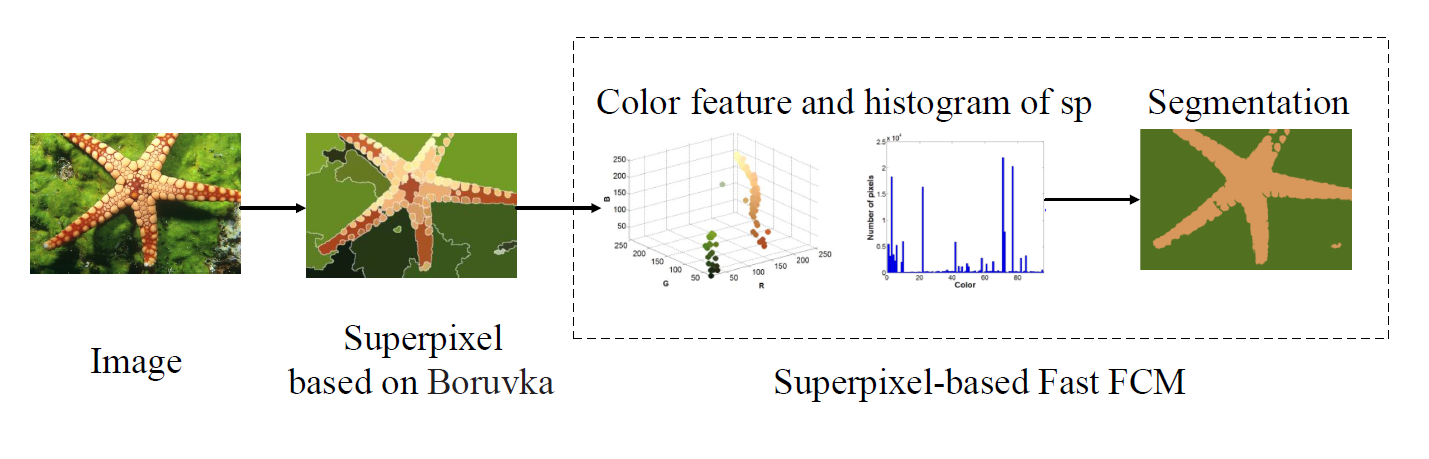 Color feature and histogram of sp
Segmentation
250
200
150
100
50
B
250
200
150
100
50
G
50
100
150
200
250
R
2.5 ×10⁴
2
1.5
1
0.5
0
Number of pixels
0
20
40
60
80
Color
Image
Superpixel
based on Boruvka
Superpixel-based Fast FCM